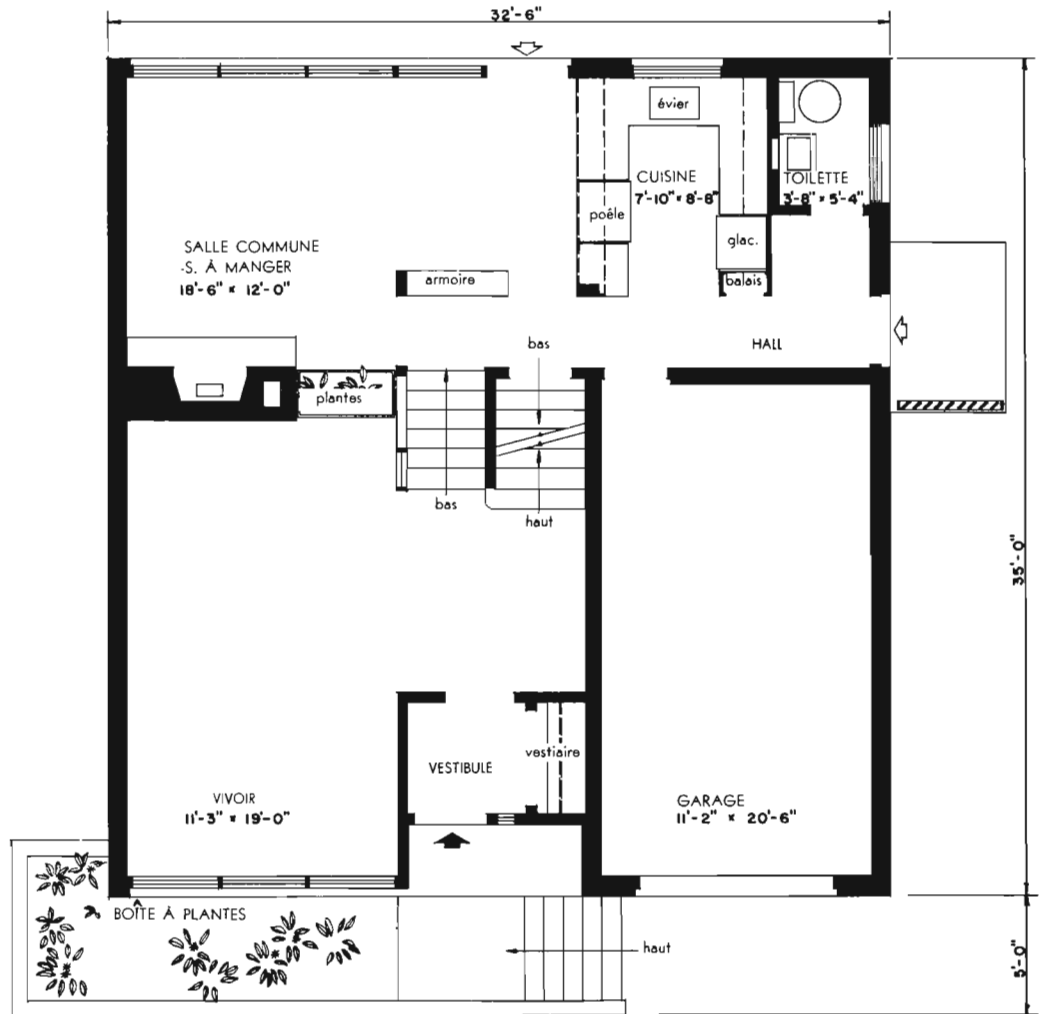 32'-6"
évier
CUISINE
7'-10" x 8'-8"
TOILETTE
3'-8" x 5'-4"
poêle
glac.
balais
SALLE COMMUNE
-S. À MANGER
18'-6" x 12'-0"
armoire
bas
HALL
plantes
bas
haut
35'-0"
vestiaire
VESTIBULE
VIVOIR
11'-3" x 19'-0"
GARAGE
11'-2" x 20'-6"
BOÎTE À PLANTES
haut
5'-0"